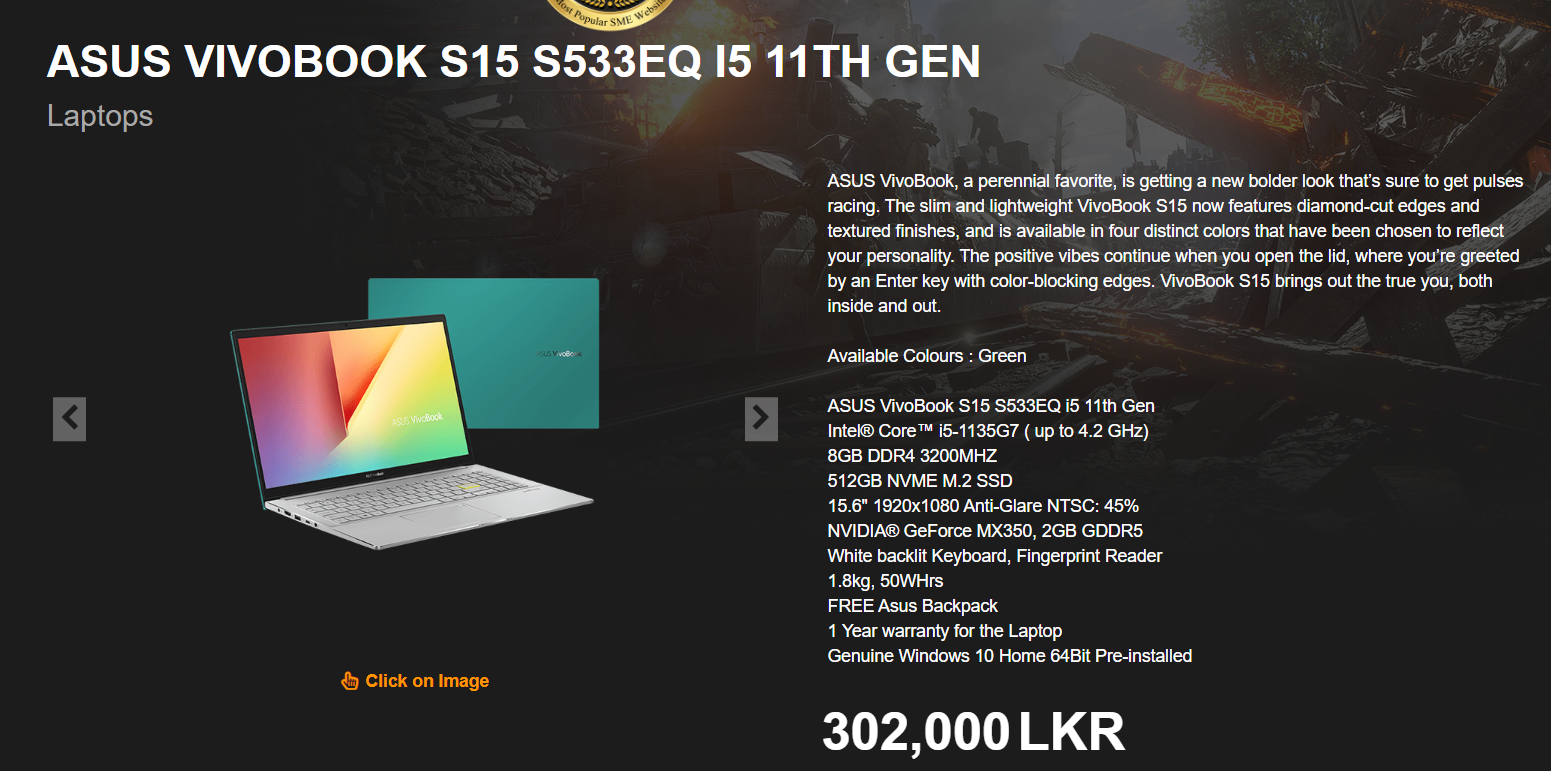 Most Popular SME Website
ASUS VIVOBOOK S15 S533EQ I5 11TH GEN
Laptops
ASUS VivoBook, a perennial favorite, is getting a new bolder look that's sure to get pulses
racing. The slim and lightweight VivoBook S15 now features diamond-cut edges and
textured finishes, and is available in four distinct colors that have been chosen to reflect
your personality. The positive vibes continue when you open the lid, where you're greeted
by an Enter key with color-blocking edges. VivoBook S15 brings out the true you, both
inside and out.
Available Colours : Green
ASUS VivoBook
ASUS VivoBook
ASUS VivoBook S15 S533EQ i5 11th Gen
Intel® Core™ i5-1135G7 ( up to 4.2 GHz)
8GB DDR4 3200MHZ
512GB NVME M.2 SSD
15.6" 1920x1080 Anti-Glare NTSC: 45%
NVIDIA® GeForce MX350, 2GB GDDR5
White backlit Keyboard, Fingerprint Reader
1.8kg, 50WHrs
FREE Asus Backpack
1 Year warranty for the Laptop
Genuine Windows 10 Home 64Bit Pre-installed
Click on Image
302,000 LKR